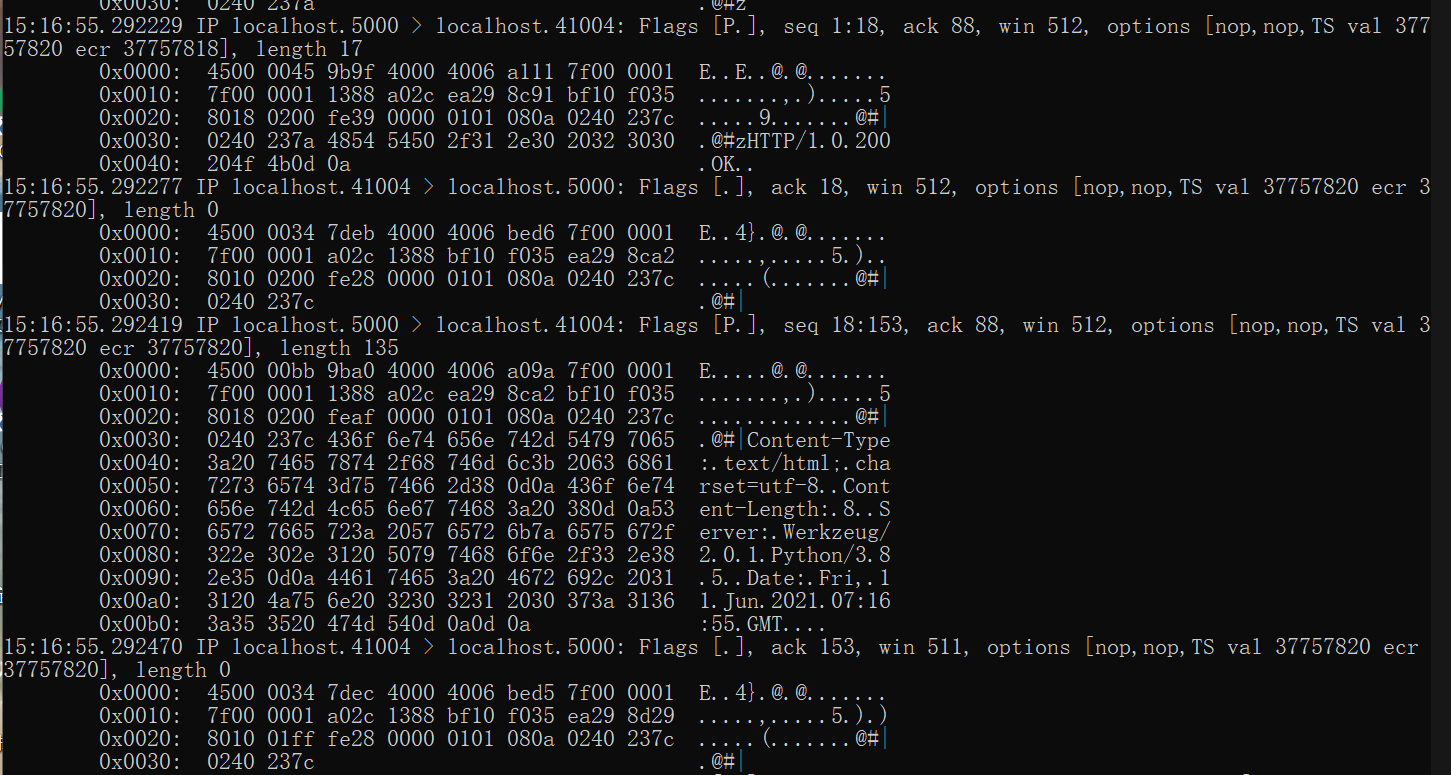 0x0030:  0240 237a                                .@#z
15:16:55.292229 IP localhost.5000 > localhost.41004: Flags [P.], seq 1:18, ack 88, win 512, options [nop,nop,TS val 377
57820 ecr 37757818], length 17
0x0000:  4500 0045 9b9f 4000 4006 a111 7f00 0001  E..E..@.@.......
0x0010:  7f00 0001 1388 a02c ea29 8c91 bf10 f035  .......,.).....5
0x0020:  8018 0200 fe39 0000 0101 080a 0240 237c  .....9.......@#|
0x0030:  0240 237a 4854 5450 2f31 2e30 2032 3030  .@#zHTTP/1.0.200
0x0040:  204f 4b0d 0a                             .OK..
15:16:55.292277 IP localhost.41004 > localhost.5000: Flags [.], ack 18, win 512, options [nop,nop,TS val 37757820 ecr 3
7757820], length 0
0x0000:  4500 0034 7deb 4000 4006 bed6 7f00 0001  E..4}.@.@.......
0x0010:  7f00 0001 a02c 1388 bf10 f035 ea29 8ca2  .....,.....5.)..
0x0020:  8010 0200 fe28 0000 0101 080a 0240 237c  .....(.......@#|
0x0030:  0240 237c                                .@#|
15:16:55.292419 IP localhost.5000 > localhost.41004: Flags [P.], seq 18:153, ack 88, win 512, options [nop,nop,TS val 3
7757820 ecr 37757820], length 135
0x0000:  4500 00bb 9ba0 4000 4006 a09a 7f00 0001  E.....@.@.......
0x0010:  7f00 0001 1388 a02c ea29 8ca2 bf10 f035  .......,.).....5
0x0020:  8018 0200 feaf 0000 0101 080a 0240 237c  .............@#|
0x0030:  0240 237c 436f 6e74 656e 742d 5479 7065  .@#|Content-Type
0x0040:  3a20 7465 7874 2f68 746d 6c3b 2063 6861  :.text/html;.cha
0x0050:  7273 6574 3d75 7466 2d38 0d0a 436f 6e74  rset=utf-8..Cont
0x0060:  656e 742d 4c65 6e67 7468 3a20 380d 0a53  ent-Length:.8..S
0x0070:  6572 7665 723a 2057 6572 6b7a 6575 672f  erver:.Werkzeug/
0x0080:  322e 302e 3120 5079 7468 6f6e 2f33 2e38  2.0.1.Python/3.8
0x0090:  2e35 0d0a 4461 7465 3a20 4672 692c 2031  .5..Date:.Fri,.1
0x00a0:  3120 4a75 6e20 3230 3231 2030 373a 3136  1.Jun.2021.07:16
0x00b0:  3a35 3520 474d 540d 0a0d 0a              :55.GMT....
15:16:55.292470 IP localhost.41004 > localhost.5000: Flags [.], ack 153, win 511, options [nop,nop,TS val 37757820 ecr
37757820], length 0
0x0000:  4500 0034 7dec 4000 4006 bed5 7f00 0001  E..4}.@.@.......
0x0010:  7f00 0001 a02c 1388 bf10 f035 ea29 8d29  .....,.....5.).)
0x0020:  8010 01ff fe28 0000 0101 080a 0240 237c  .....(.......@#|
0x0030:  0240 237c                                .@#|